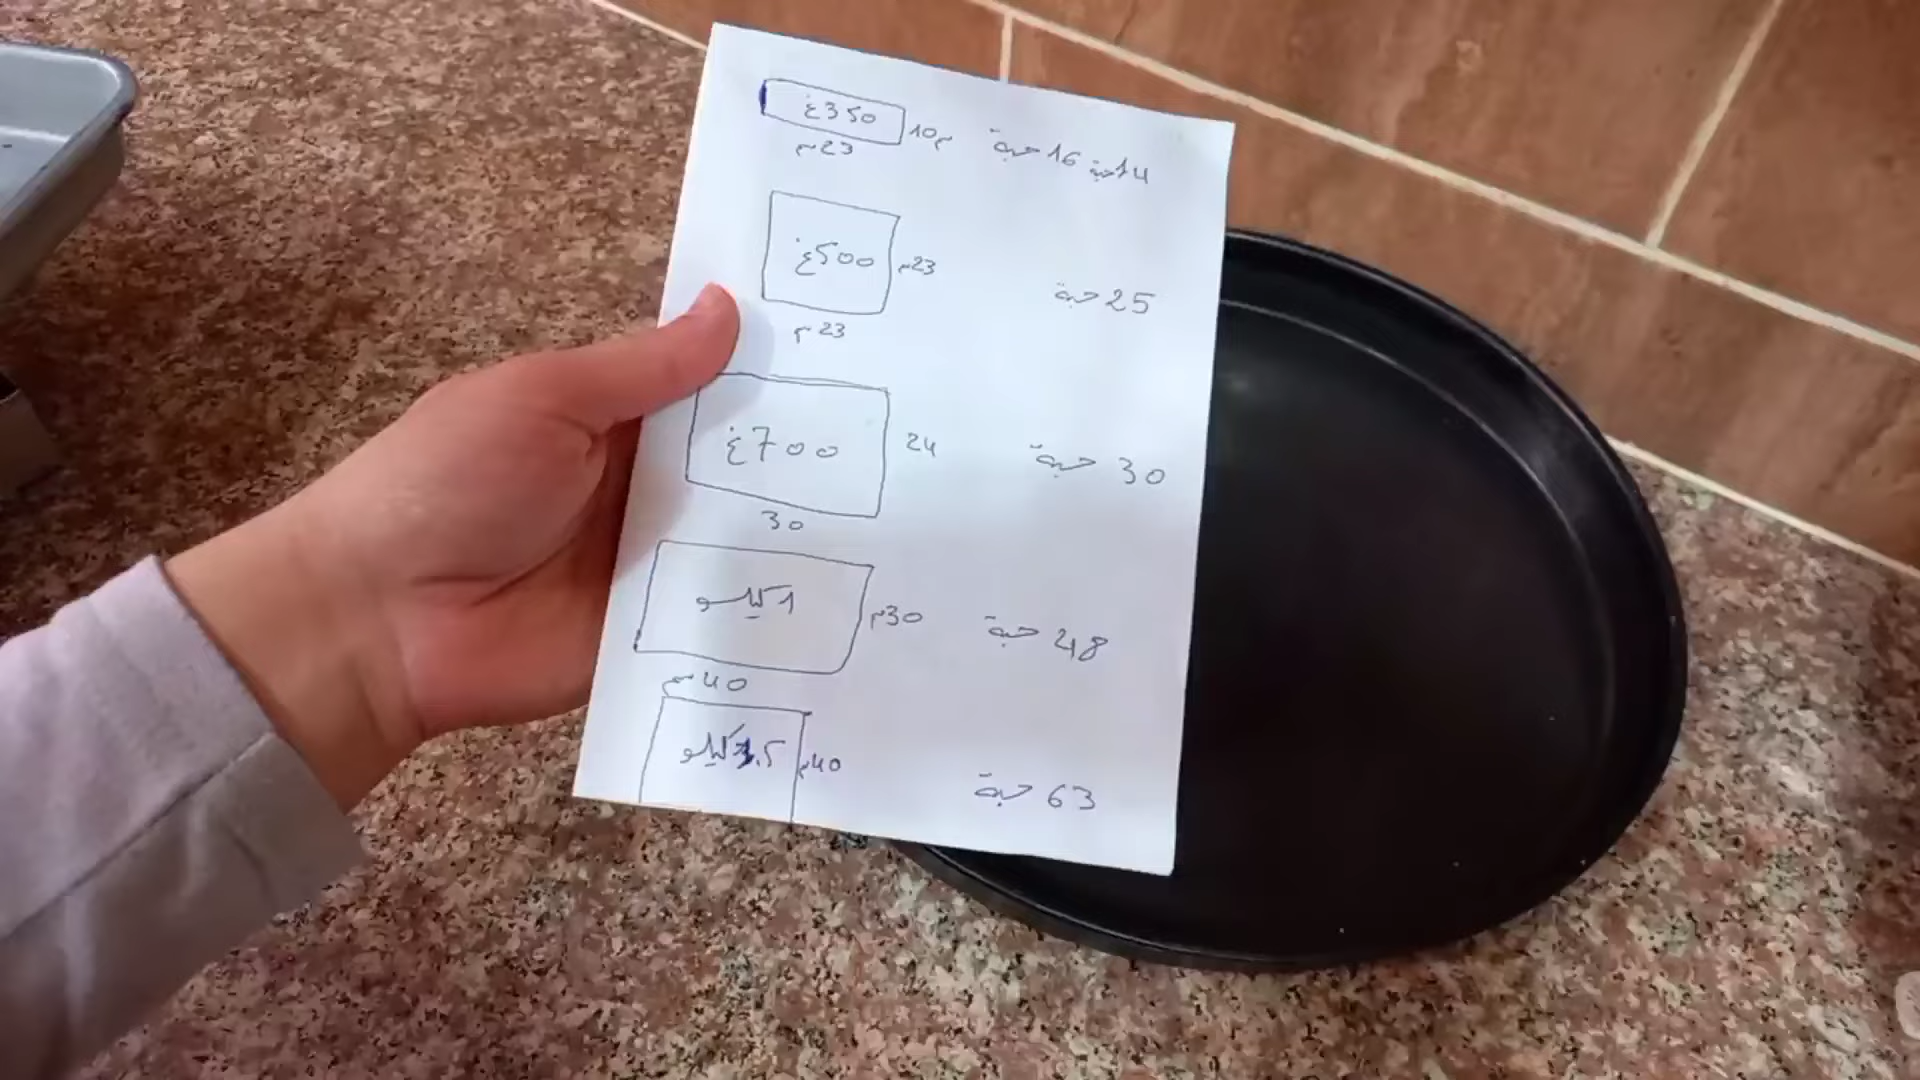 350غ
10م
23م
16 حبة 14 حبة
500غ
23م
23م
25 حبة
700غ
24
30
30 حبة
1 كيلو
30م
40م
48 حبة
1.5 كيلو
40م
63 حبة